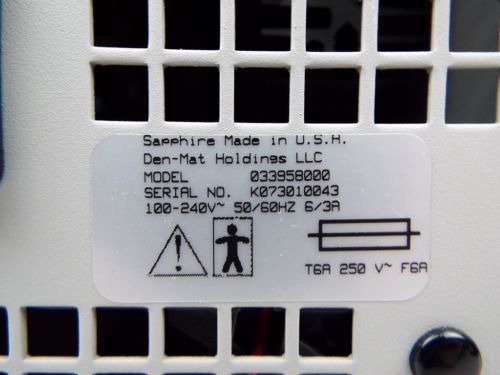 Sapphire Made in U.S.A.
Den-Mat Holdings LLC
MODEL 033958000
SERIAL NO. K073010043
100-240V~ 50/60HZ 6/3A
T6A 250 V~ F6A